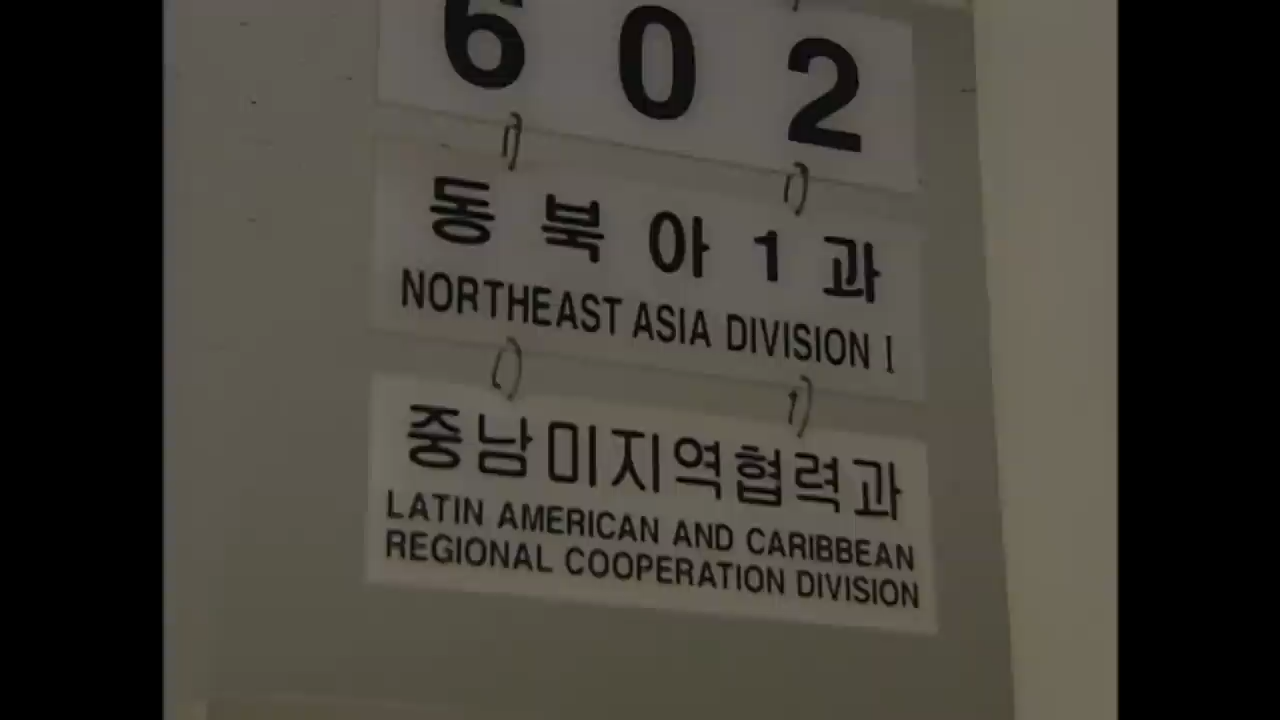 602
동북아1과
NORTHEAST ASIA DIVISION I
중남미지역협력과
LATIN AMERICAN AND CARIBBEAN
REGIONAL COOPERATION DIVISION